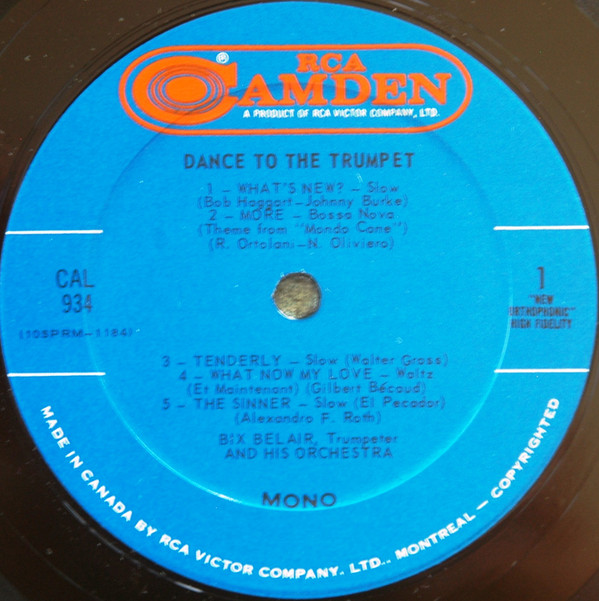 ®
RCA
CAMDEN
A PRODUCT OF RCA VICTOR COMPANY, LTD.
DANCE TO THE TRUMPET
1 – WHAT'S NEW? – Slow
(Bob Haggart–Johnny Burke)
2 – MORE – Bossa Nova
(Theme from "Mondo Cane")
(R. Ortolani–N. Oliviero)
CAL
934
(10SPRM–1184)
1
"NEW
ORTHOPHONIC"
HIGH FIDELITY
3 – TENDERLY – Slow (Walter Gross)
4 – WHAT NOW MY LOVE – Waltz
(Et Maintenant) (Gilbert Bécaud)
5 – THE SINNER – Slow (El Pecador)
(Alexandro F. Roth)
BIX BELAIR, Trumpeter
AND HIS ORCHESTRA
MONO
MADE IN CANADA BY RCA VICTOR COMPANY, LTD., MONTREAL – COPYRIGHTED